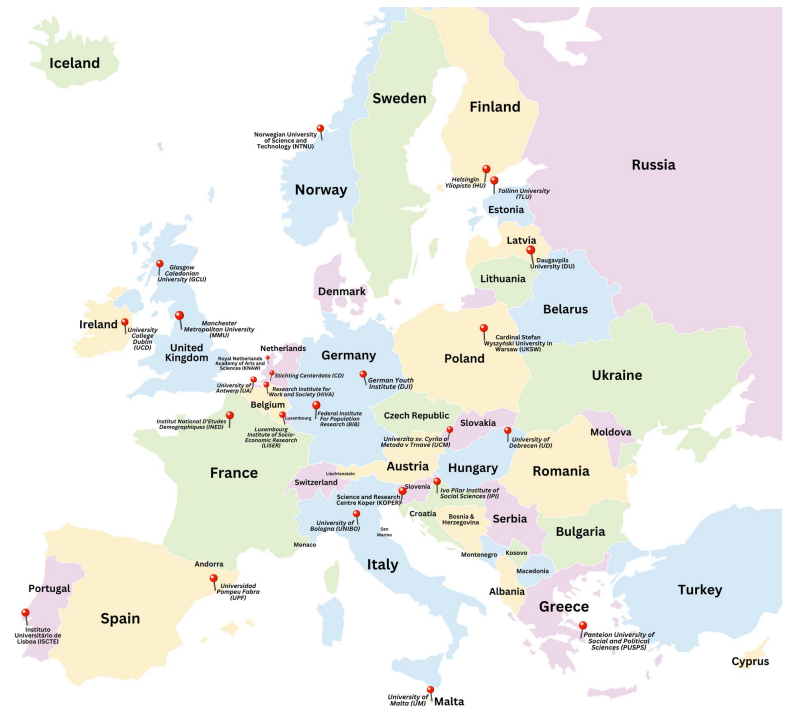 Iceland
Sweden
Finland
Norwegian University
of Science and
Technology (NTNU)
Russia
Norway
Helsingin
Yliopisto (HU)
Tallinn University
(TLU)
Estonia
Latvia
Daugavpils
University (DU)
Glasgow
Caledonian
University (GCU)
Lithuania
Denmark
Belarus
Ireland
University
College
Dublin
(UCD)
Manchester
Metropolitan University
(MMU)
United
Kingdom
Netherlands
Royal Netherlands
Academy of Arts and
Sciences (KNAW)
Stichting Centerdata (CD)
Germany
German Youth
Institute (DJI)
Poland
Cardinal Stefan
Wyszyński University in
Warsaw (UKSW)
Ukraine
University of
Antwerp (UA)
Research Institute for
Work and Society (HIVA)
Belgium
Luxembourg
Luxembourg
Institute of Socio-
Economic Research
(LISER)
Federal Institute
For Population
Research (BIB)
Institut National D'Etudes
Demographiques (INED)
Czech Republic
Slovakia
Univerzita sv. Cyrila a
Metoda v Trnave (UCM)
University of
Debrecen (UD)
Moldova
France
Austria
Hungary
Romania
Liechtenstein
Switzerland
Slovenia
Science and Research
Centre Koper (KOPER)
Ivo Pilar Institute of
Social Sciences (IPI)
Croatia
Bosnia &
Herzegovina
Serbia
University of
Bologna (UNIBO)
San
Marino
Monaco
Bulgaria
Montenegro
Kosovo
Macedonia
Italy
Andorra
Albania
Portugal
Universidad
Pompeu Fabra
(UPF)
Spain
Instituto
Universitário de
Lisboa (ISCTE)
Greece
Turkey
Panteion University of
Social and Political
Sciences (PUSPS)
Cyprus
University of
Malta (UM)
Malta